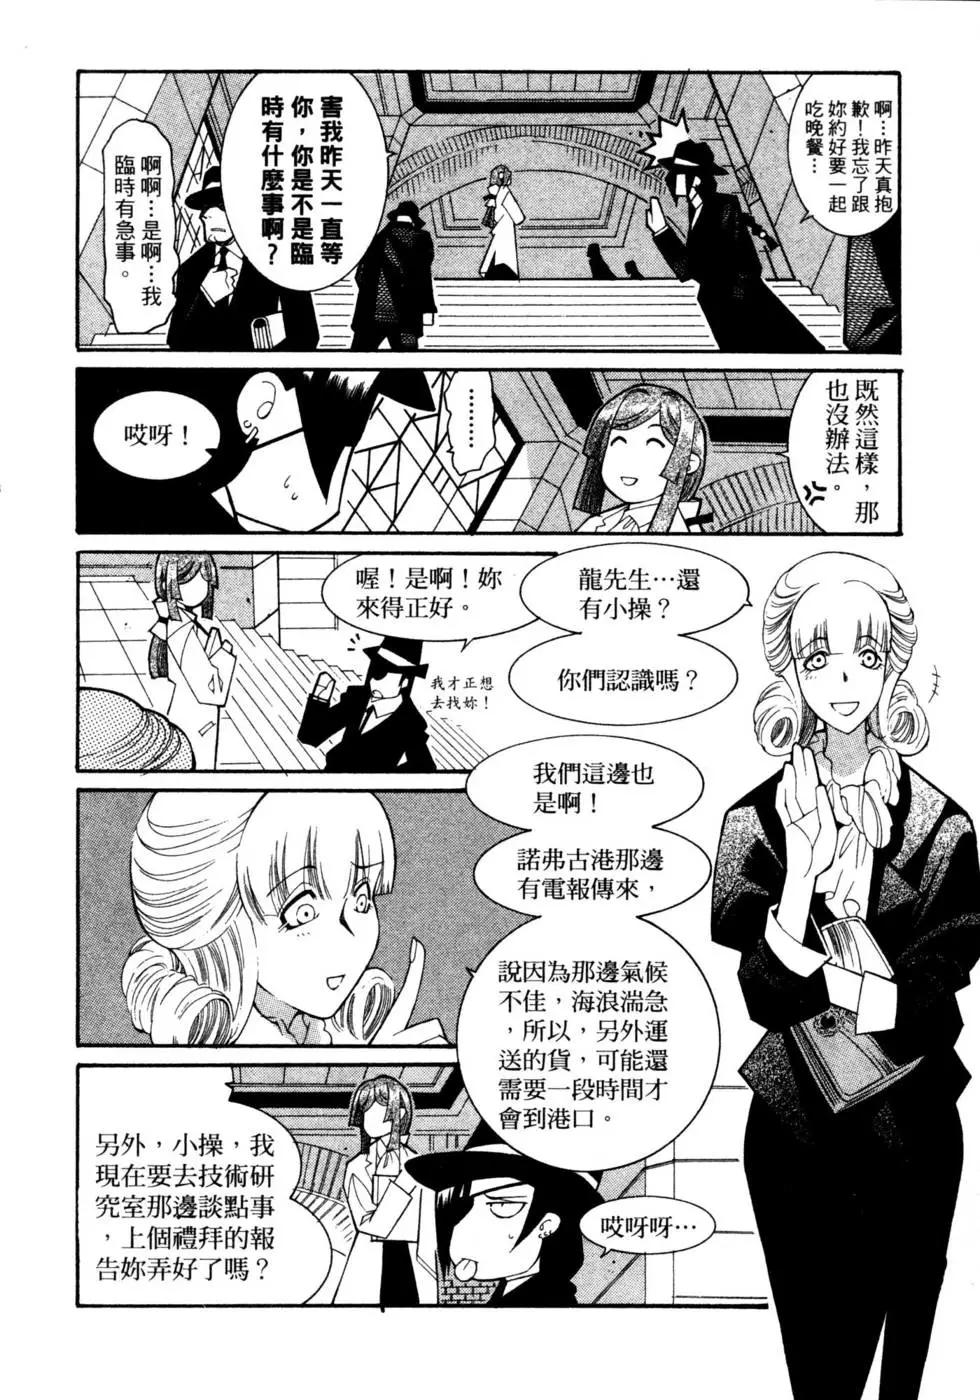 啊…昨天真抱
歉！我忘了跟
妳約好要一起
吃晚餐…
害我昨天一直等
你，你是不是臨
時有什麼事啊？
啊啊…是啊…我
臨時有急事。
既然這樣，那
也沒辦法。
………
哎呀！
龍先生…還
有小操？
你們認識嗎？
喔！是啊！妳
來得正好。
我才正想
去找妳！
我們這邊也
是啊！
諾弗古港那邊
有電報傳來，
說因為那邊氣候
不佳，海浪湍急
，所以，另外運
送的貨，可能還
需要一段時間才
會到港口。
另外，小操，我
現在要去技術研
究室那邊談點事
，上個禮拜的報
告妳弄好了嗎？
哎呀呀…